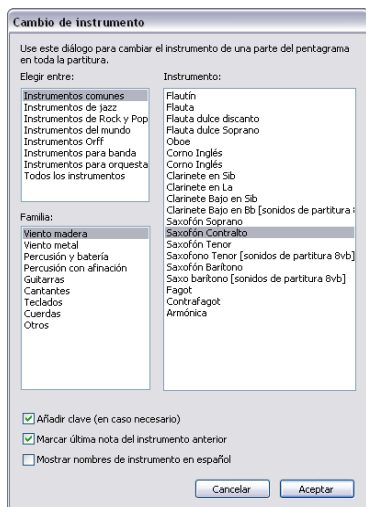 Cambio de instrumento
Use este diálogo para cambiar el instrumento de una parte del pentagrama
en toda la partitura.
Elegir entre:
Instrumentos comunes
Instrumentos de jazz
Instrumentos de Rock y Pop
Instrumentos del mundo
Instrumentos Orff
Instrumentos para banda
Instrumentos para orquesta
Todos los instrumentos
Familia:
Viento madera
Viento metal
Percusión y batería
Percusión con afinación
Guitarras
Cantantes
Teclados
Cuerdas
Otros
Instrumento:
Flautín
Flauta
Flauta dulce discanto
Flauta dulce Soprano
Oboe
Corno Inglés
Corno Inglés
Clarinete en Sib
Clarinete en La
Clarinete Bajo en Sib
Clarinete Bajo en Bb [sonidos de partitura
Saxofón Soprano
Saxofón Contralto
Saxofón Tenor
Saxofono Tenor [sonidos de partitura 8vb]
Saxofón Barítono
Saxo barítono [sonidos de partitura 8vb]
Fagot
Contrafagot
Armónica
Añadir clave (en caso necesario)
Marcar última nota del instrumento anterior
Mostrar nombres de instrumento en español
Cancelar
Aceptar